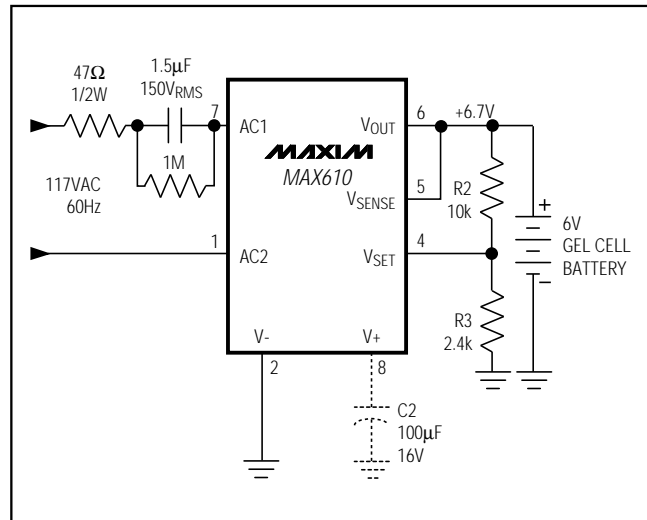 47Ω
1/2W
1.5μF
150VRMS
7
AC1
1M
117VAC
60Hz
1
AC2
MAXIM
MAX610
VOUT
6
+6.7V
5
VSENSE
R2
10k
4
VSET
+
6V
GEL CELL
BATTERY
−
R3
2.4k
V-
2
V+
8
C2
100μF
16V